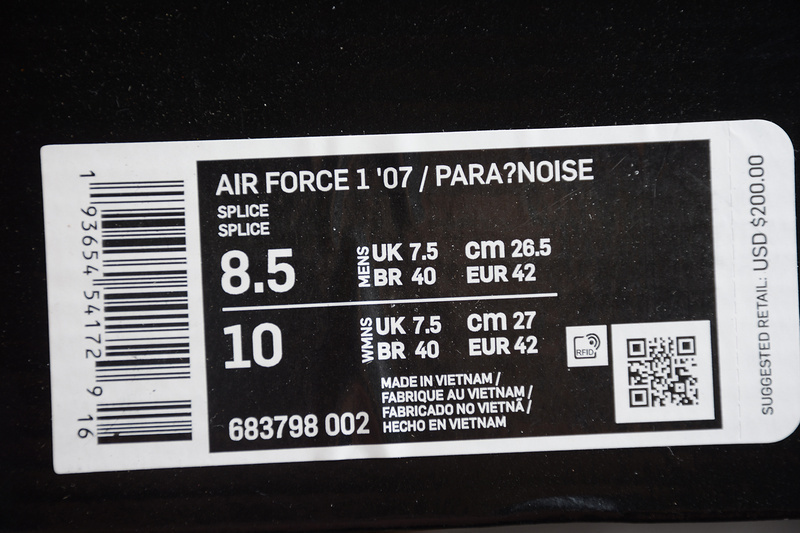 AIR FORCE 1 '07 / PARA?NOISE
SPLICE
SPLICE
8.5
MENS
UK 7.5 cm 26.5
BR 40 EUR 42
10
WMNS
UK 7.5 cm 27
BR 40 EUR 42
RFID
MADE IN VIETNAM /
FABRIQUE AU VIETNAM /
FABRICADO NO VIETNÃ /
HECHO EN VIETNAM
683798 002
1 93654 54172 9 16
SUGGESTED RETAIL: USD $200.00